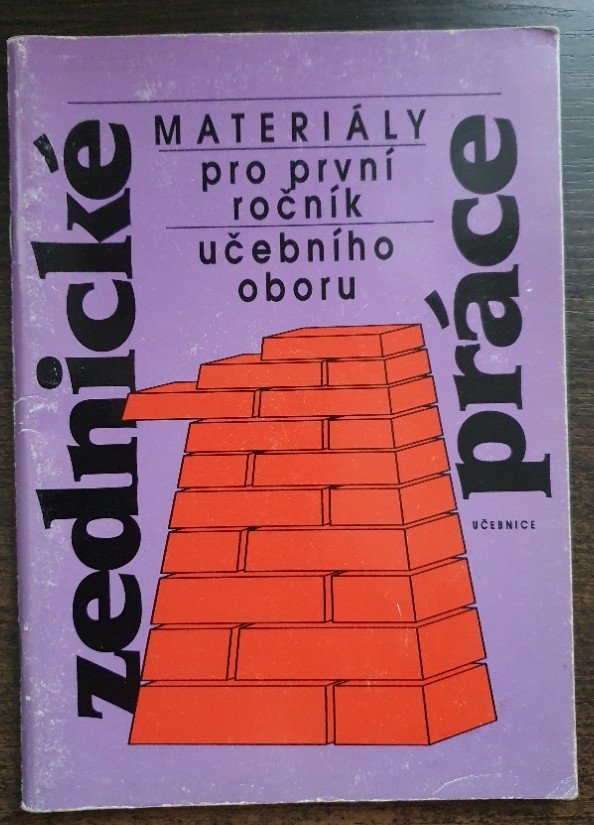 zednické
MATERIÁLY
pro první
ročník
učebního
oboru
práce
UČEBNICE